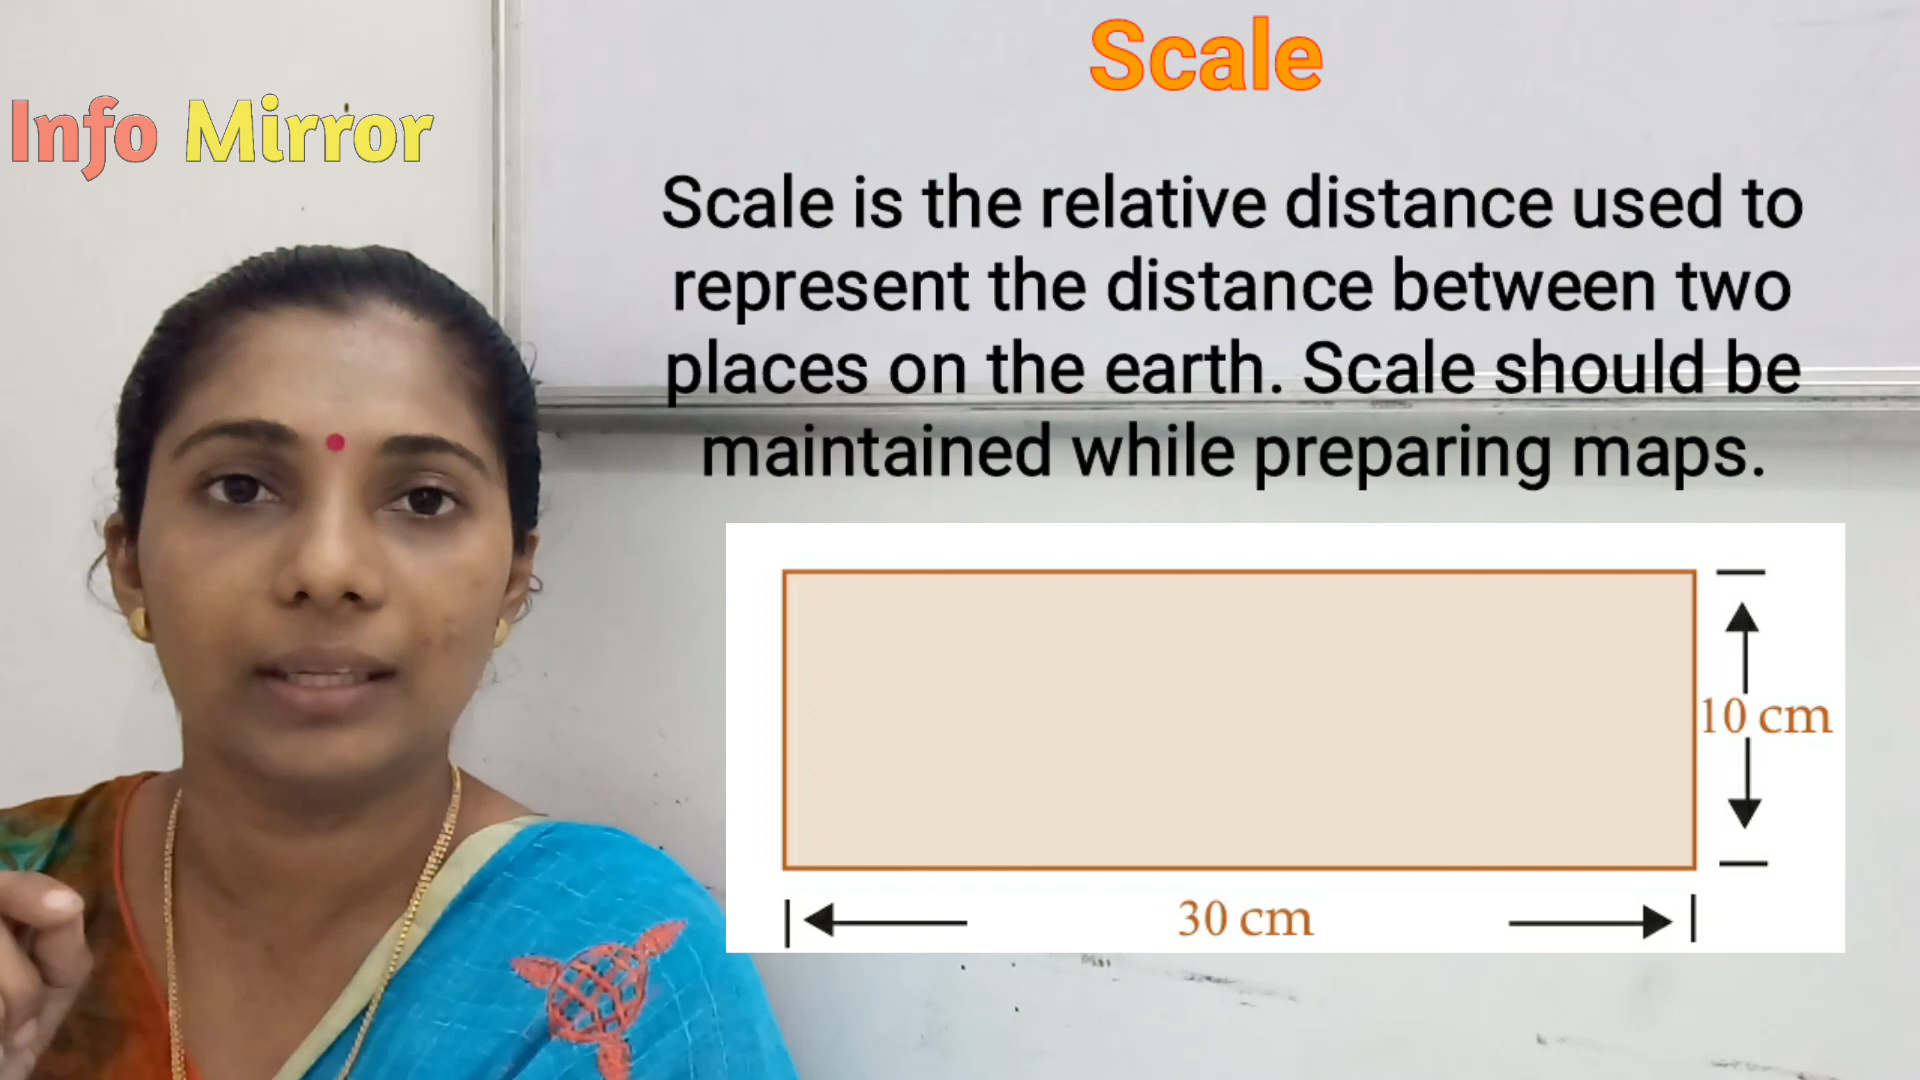 Scale
Info Mirror
Scale is the relative distance used to
represent the distance between two
places on the earth. Scale should be
maintained while preparing maps.
10 cm
30 cm